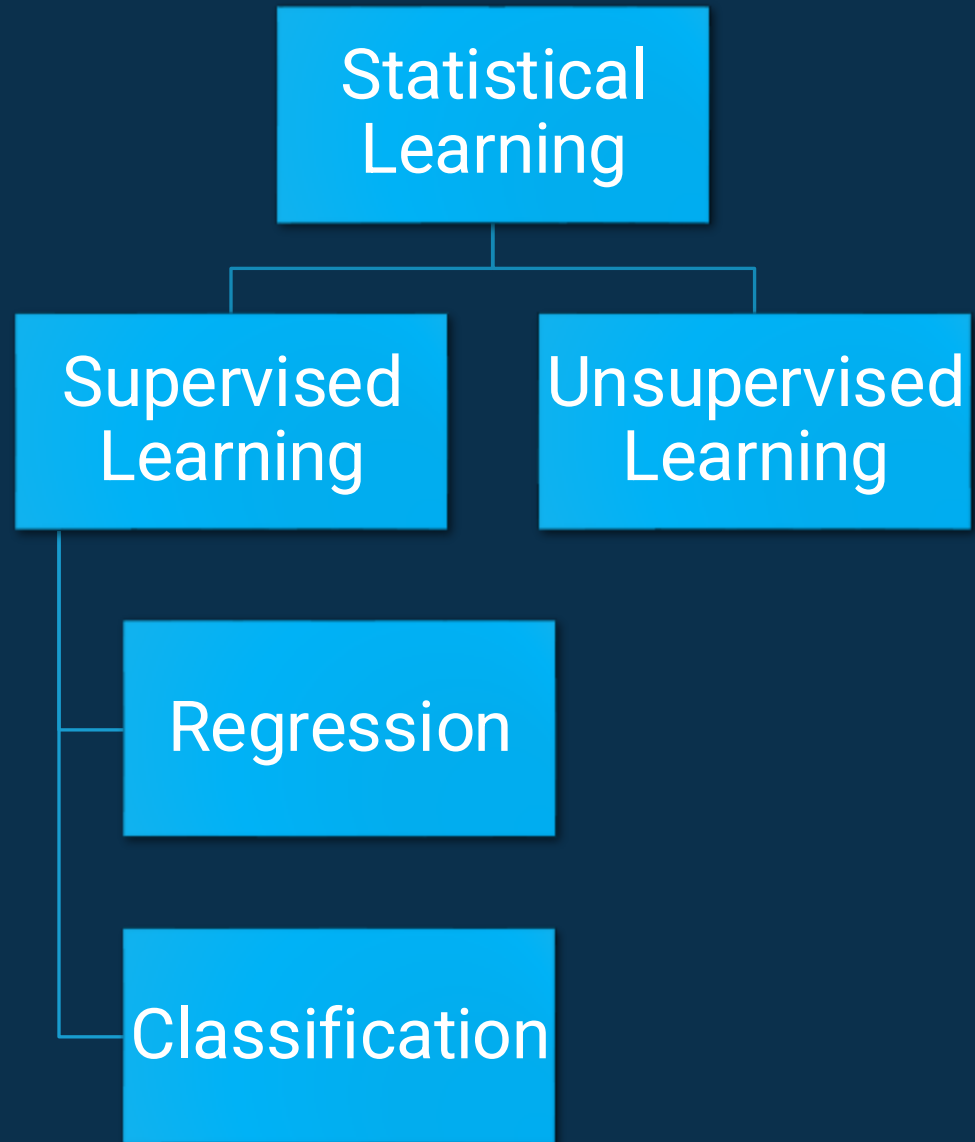 Statistical
Learning
Supervised
Learning
Unsupervised
Learning
Regression
Classification